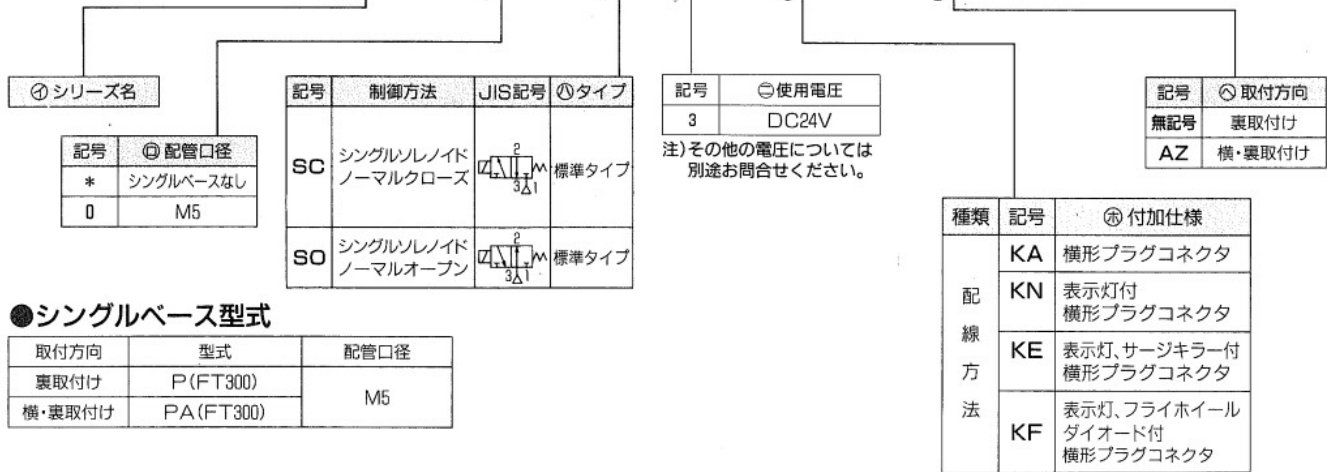 ㋑シリーズ名
記号 ㋺配管口径
* シングルベースなし
0 M5
記号 制御方法 JIS記号 ㋩タイプ
SC シングルソレノイド
ノーマルクローズ
2
3 1
標準タイプ
SO シングルソレノイド
ノーマルオープン
2
3 1
標準タイプ
記号 ㋥使用電圧
3 DC24V
注)その他の電圧については
別途お問合せください。
種類 記号 ㋭付加仕様
配線方法
KA 横形プラグコネクタ
KN 表示灯付
横形プラグコネクタ
KE 表示灯、サージキラー付
横形プラグコネクタ
KF 表示灯、フライホイール
ダイオード付
横形プラグコネクタ
記号 ㋬取付方向
無記号 裏取付け
AZ 横・裏取付け
●シングルベース型式
取付方向 型式 配管口径
裏取付け P(FT300) M5
横・裏取付け PA(FT300)